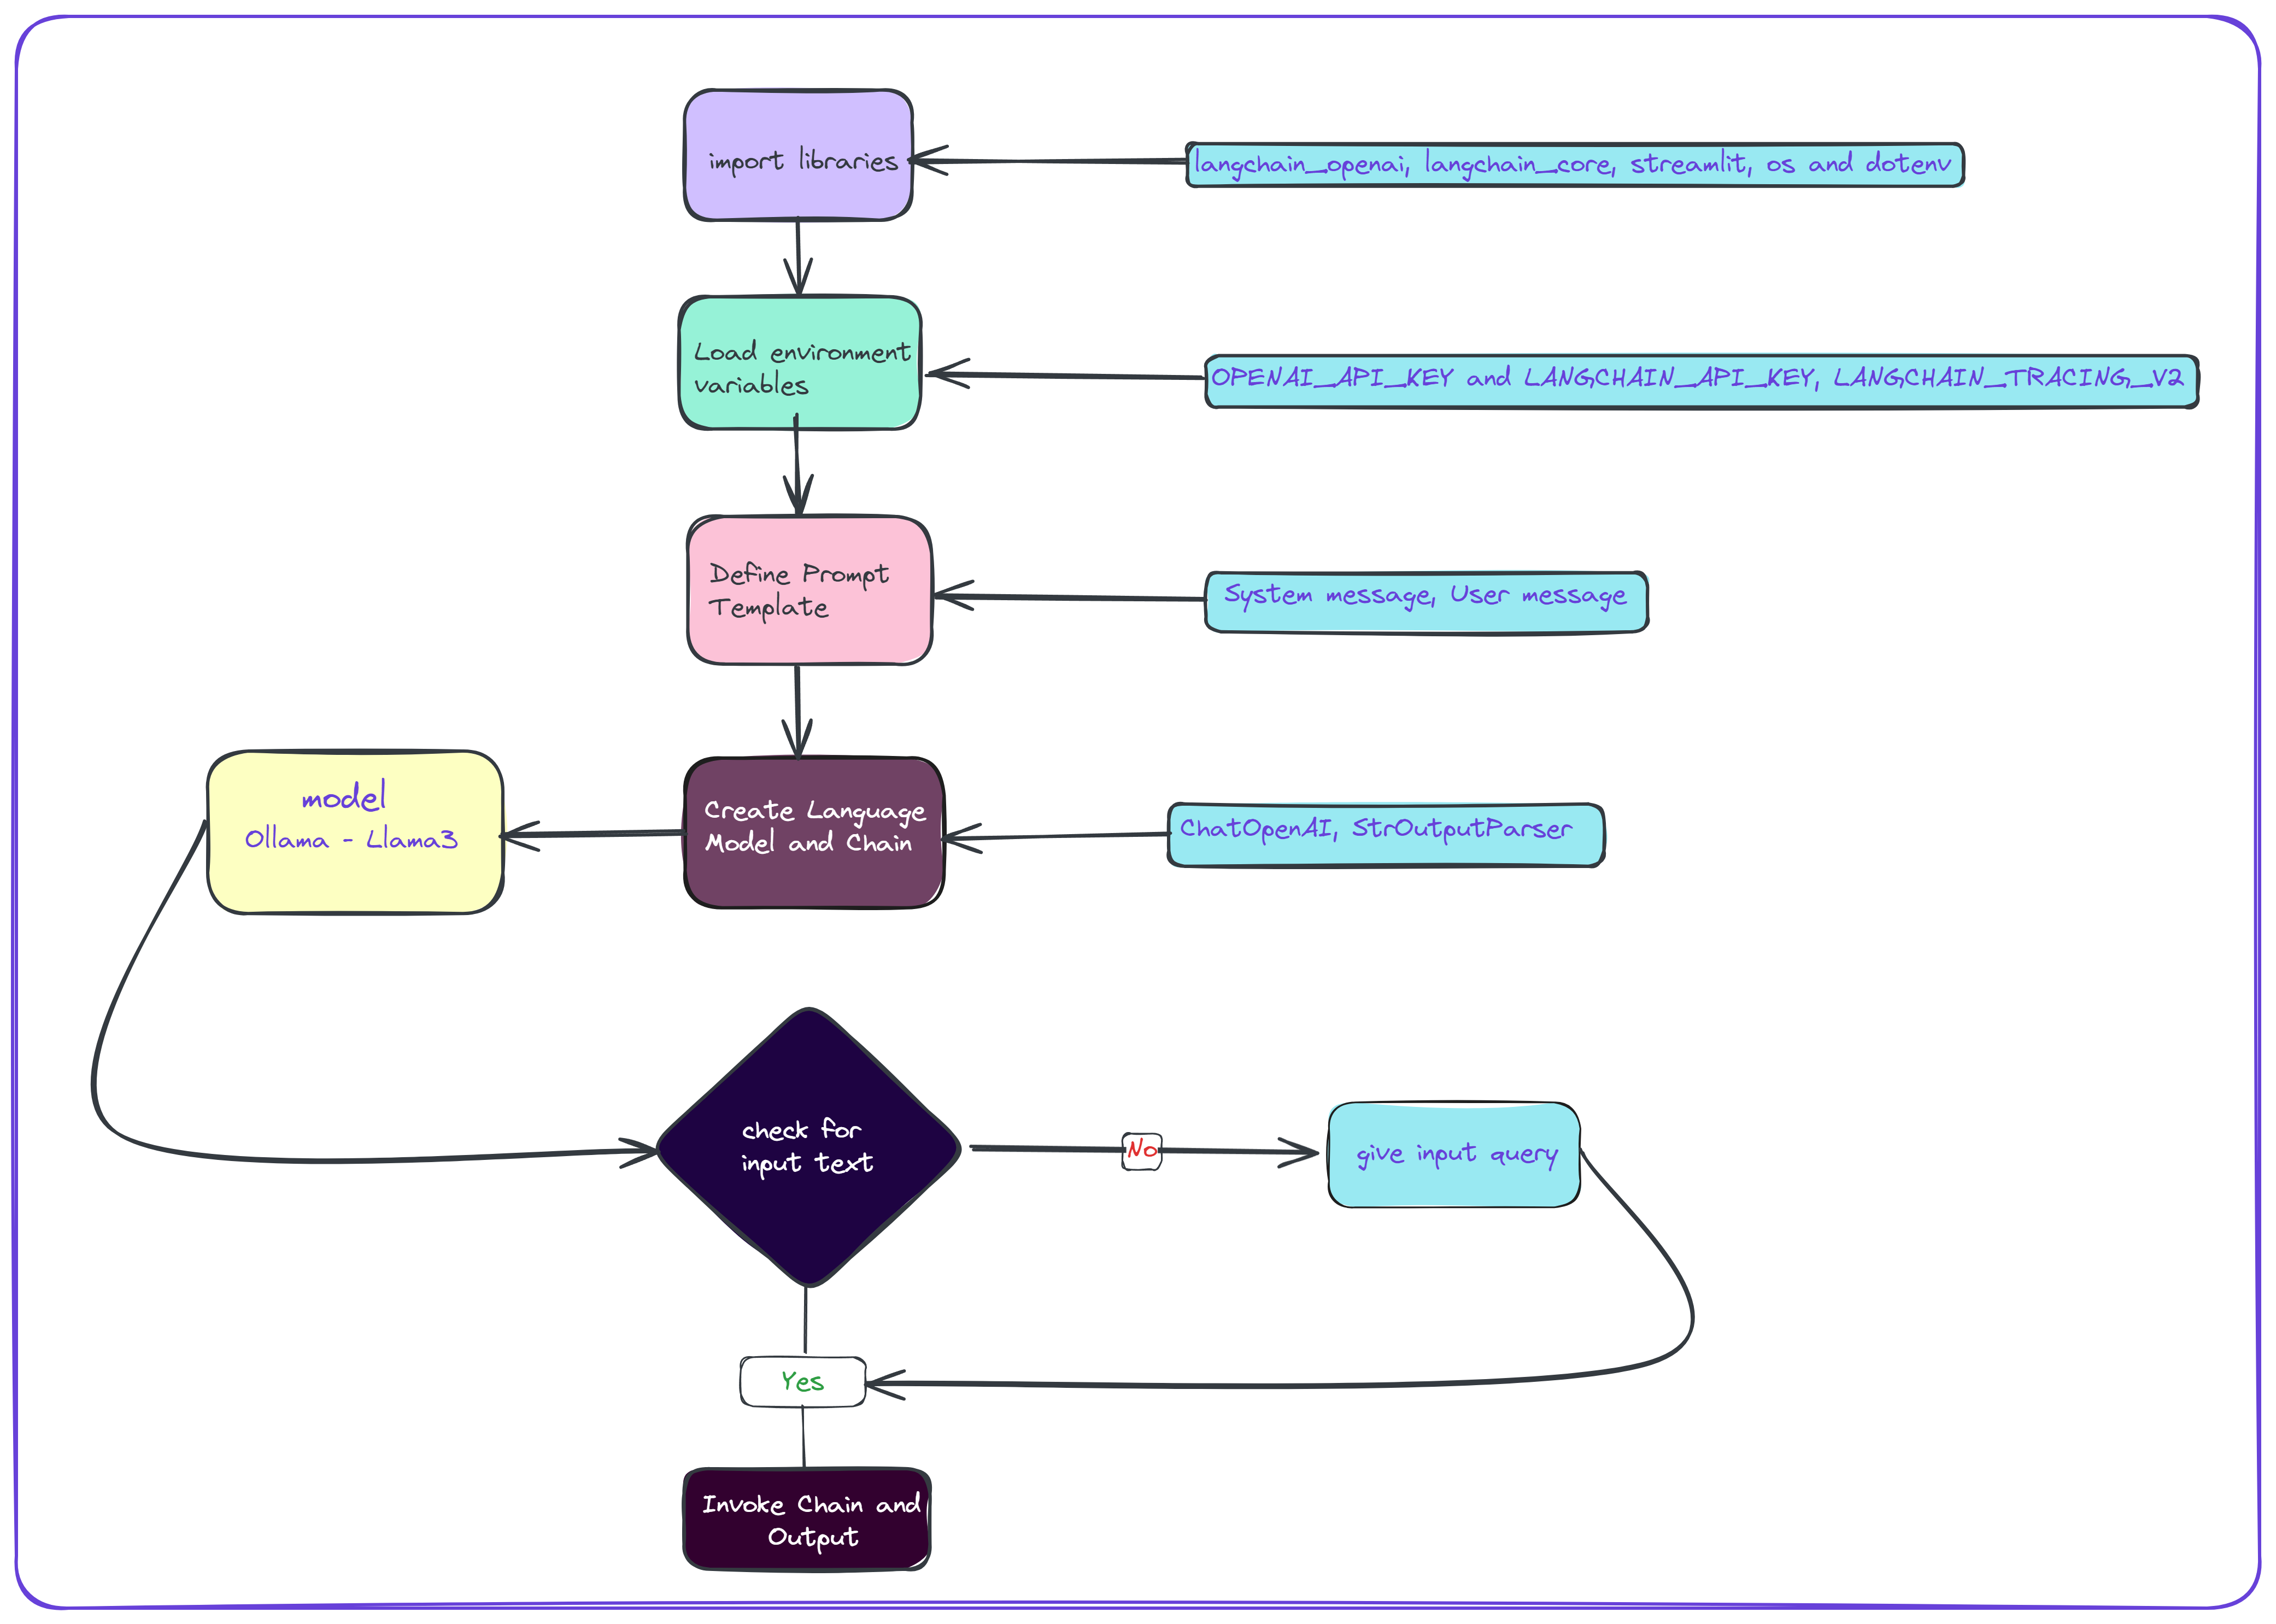 import libraries
langchain_openai, langchain_core, streamlit, os and dotenv
Load environment
variables
OPENAI_API_KEY and LANGCHAIN_API_KEY, LANGCHAIN_TRACING_V2
Define Prompt
Template
System message, User message
model
Ollama - Llama3
Create Language
Model and Chain
ChatOpenAI, StrOutputParser
check for
input text
No
give input query
Yes
Invoke Chain and
Output